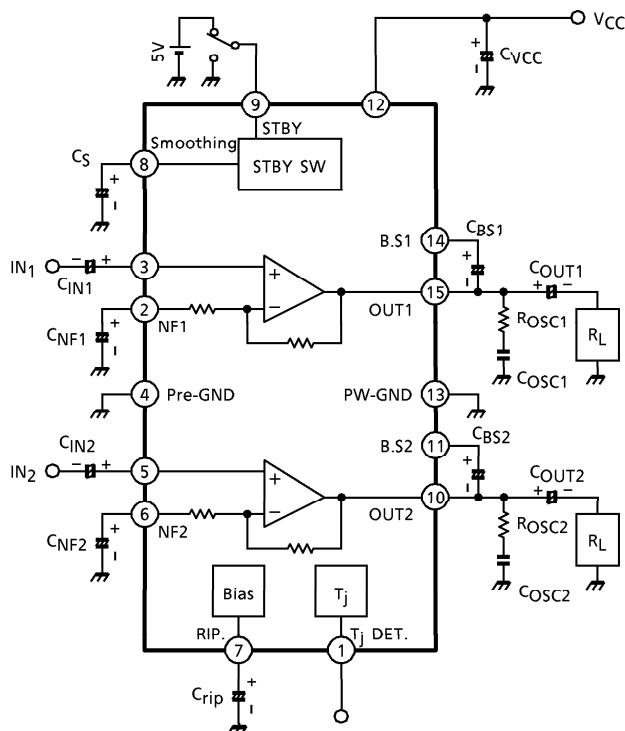 5V
+
−
VCC
CVCC
9
12
Smoothing
STBY
STBY SW
CS
8
+
−
B.S1
14
CBS1
+
−
IN1
−
+
CIN1
3
+
−
OUT1
15
COUT1
+
−
CNF1
+
−
2
NF1
ROSC1
COSC1
RL
4
Pre-GND
PW-GND
13
CIN2
B.S2
11
CBS2
+
−
IN2
−
+
5
+
−
OUT2
10
COUT2
+
−
CNF2
+
−
6
NF2
ROSC2
COSC2
RL
Bias
Tj
RIP.
Tj DET.
7
1
Crip
+
−